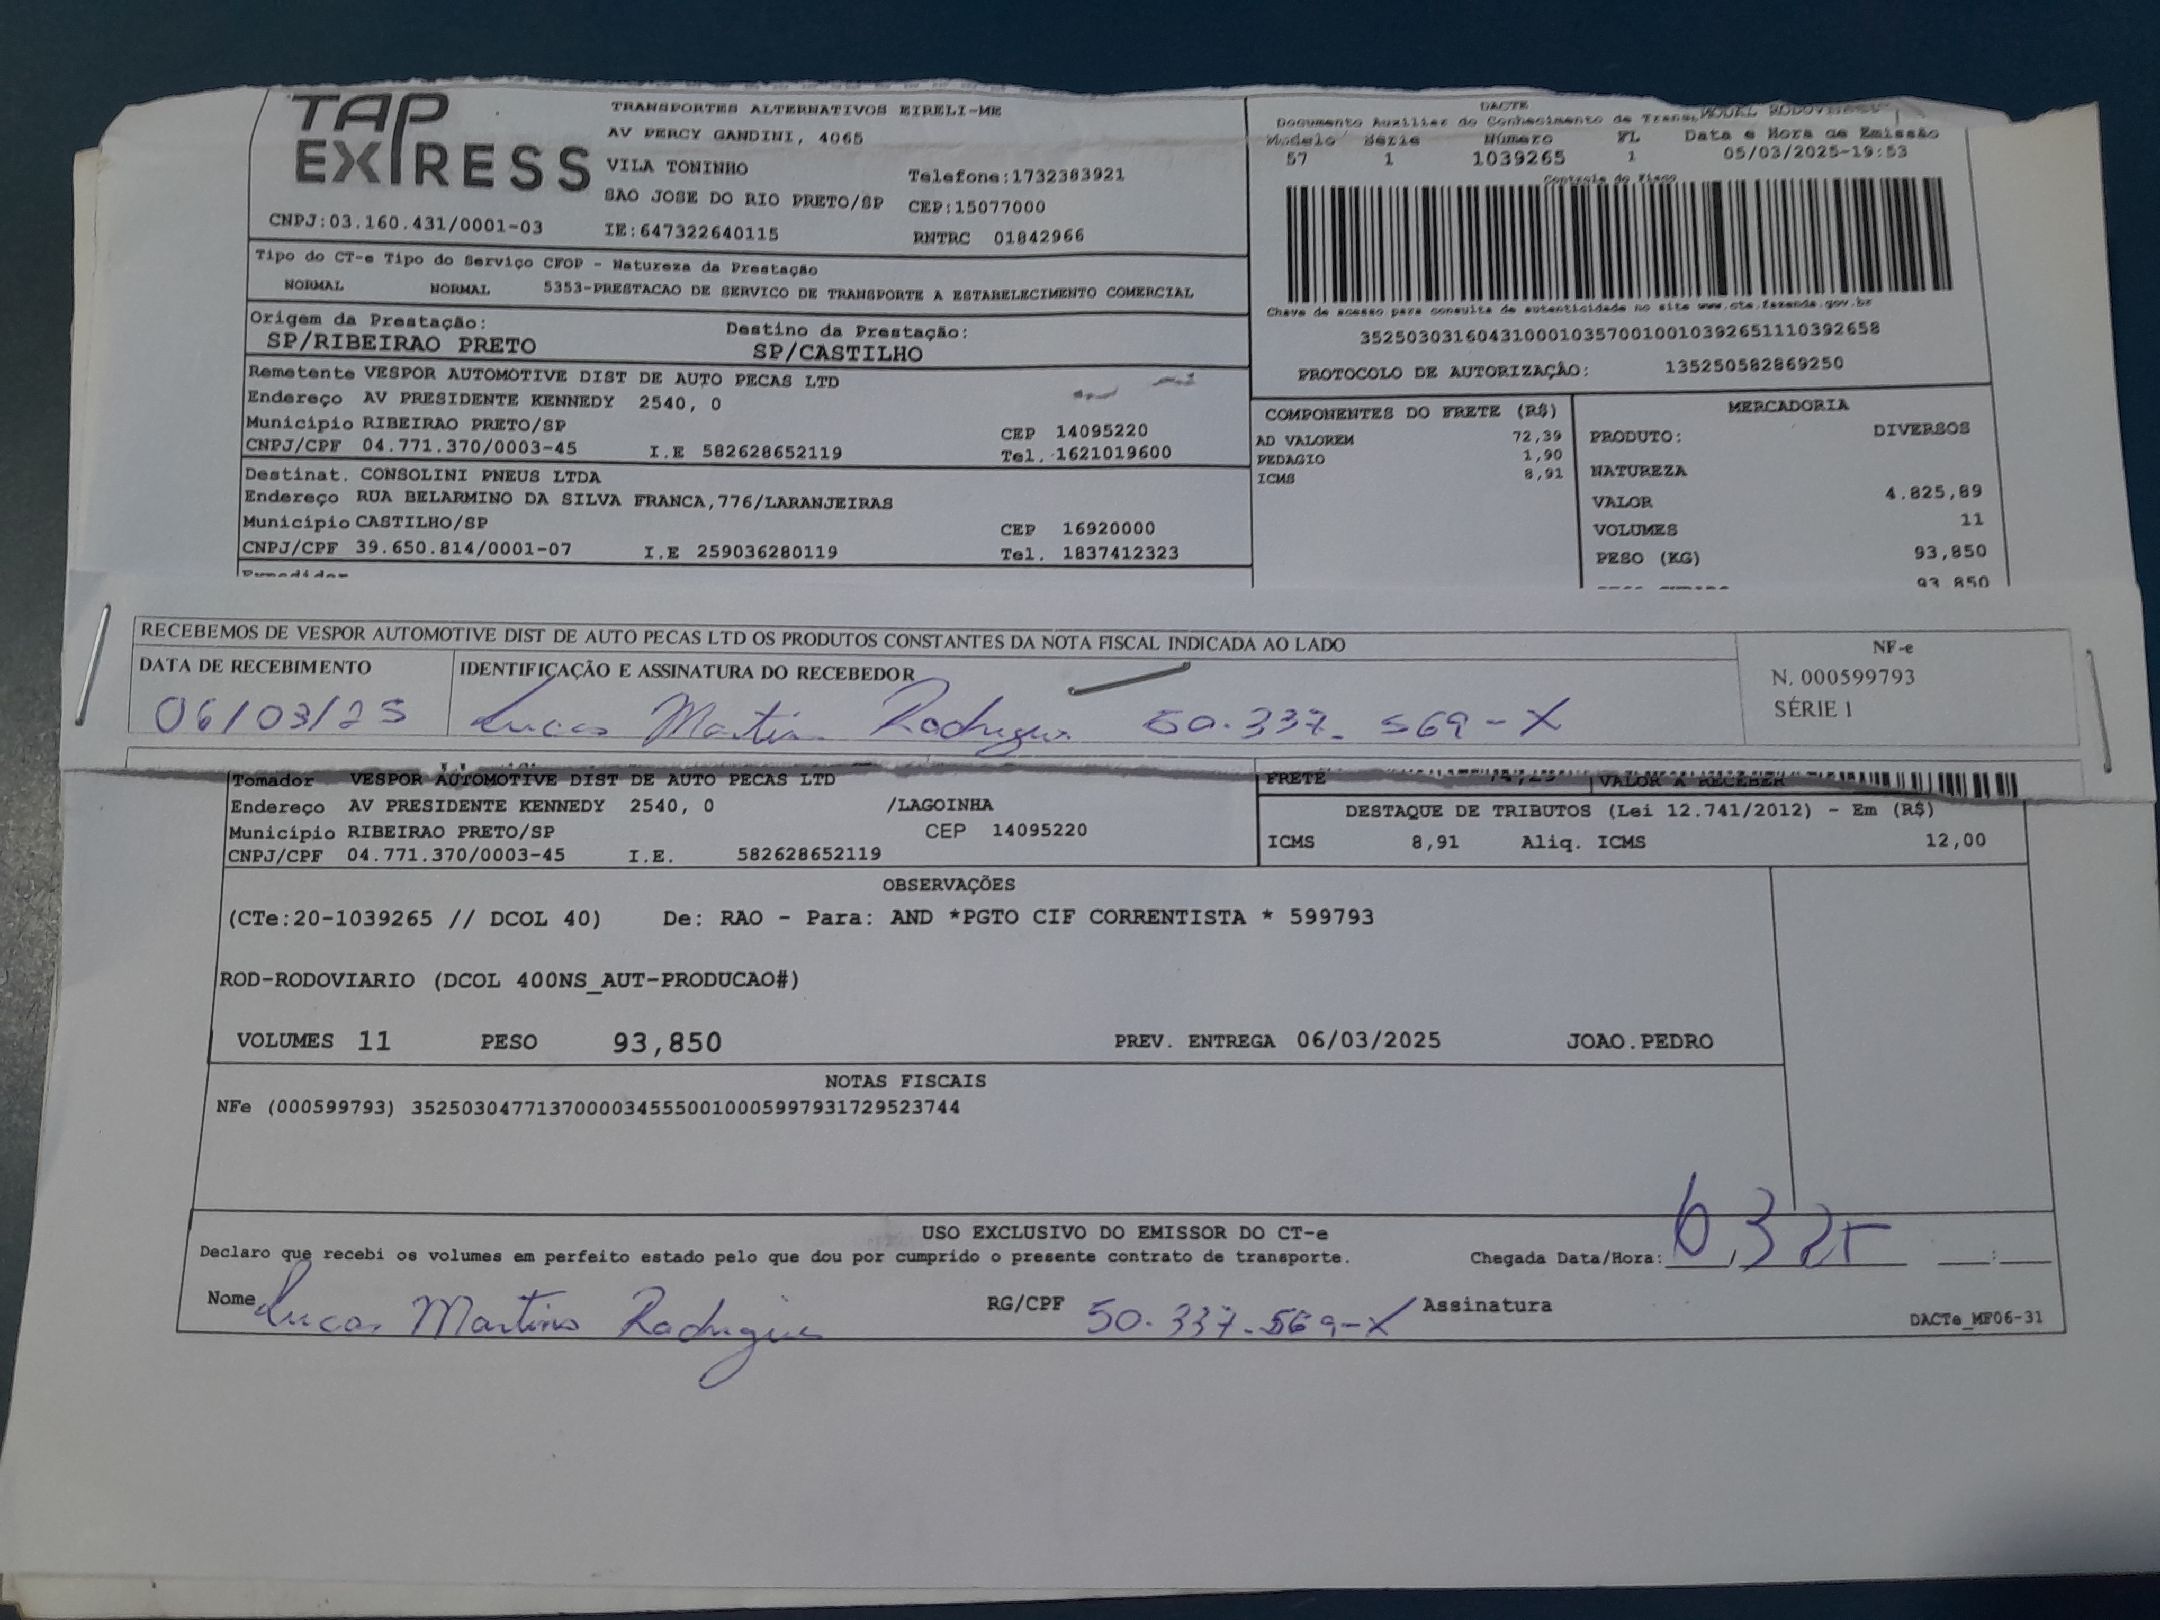 TAP EXPRESS
TRANSPORTES ALTERNATIVOS EIRELI-ME
AV PERCY GANDINI, 4065
VILA TONINHO Telefone:1732383921
SAO JOSE DO RIO PRETO/SP CEP:15077000
CNPJ:03.160.431/0001-03 IE:647322640115 RNTRC 01842966
DACTE
Documento Auxiliar do Conhecimento de MODAL RODOVIARIO
Modelo Série Número FL Data e Hora de Emissão
57 1 1039265 1 05/03/2025-19:53
Controle do Fisco
Chave de acesso para consulta de autenticidade no site www.cte.fazenda.gov.br
35250303160431000103570010010392651110392658
PROTOCOLO DE AUTORIZAÇÃO: 135250582869250
Tipo do CT-e Tipo do Serviço CFOP - Natureza da Prestação
NORMAL NORMAL 5353-PRESTACAO DE SERVICO DE TRANSPORTE A ESTABELECIMENTO COMERCIAL
Origem da Prestação: Destino da Prestação:
SP/RIBEIRAO PRETO SP/CASTILHO
Remetente VESPOR AUTOMOTIVE DIST DE AUTO PECAS LTD
Endereço AV PRESIDENTE KENNEDY 2540, 0
Município RIBEIRAO PRETO/SP CEP 14095220
CNPJ/CPF 04.771.370/0003-45 I.E 582628652119 Tel. 1621019600
Destinat. CONSOLINI PNEUS LTDA
Endereço RUA BELARMINO DA SILVA FRANCA,776/LARANJEIRAS
Município CASTILHO/SP CEP 16920000
CNPJ/CPF 39.650.814/0001-07 I.E 259036280119 Tel. 1837412323
COMPONENTES DO FRETE (R$)
AD VALOREM 72,39
PEDAGIO 1,90
ICMS 8,91
MERCADORIA
PRODUTO: DIVERSOS
NATUREZA
VALOR 4.825,89
VOLUMES 11
PESO (KG) 93,850
93,850
RECEBEMOS DE VESPOR AUTOMOTIVE DIST DE AUTO PECAS LTD OS PRODUTOS CONSTANTES DA NOTA FISCAL INDICADA AO LADO
DATA DE RECEBIMENTO IDENTIFICAÇÃO E ASSINATURA DO RECEBEDOR
06/03/25 Lucas Martins Rodrigues 50.337.569-X
NF-e
N. 000599793
SÉRIE 1
Tomador VESPOR AUTOMOTIVE DIST DE AUTO PECAS LTD
Endereço AV PRESIDENTE KENNEDY 2540, 0 /LAGOINHA
Município RIBEIRAO PRETO/SP CEP 14095220
CNPJ/CPF 04.771.370/0003-45 I.E. 582628652119
FRETE VALOR A RECEBER
DESTAQUE DE TRIBUTOS (Lei 12.741/2012) - Em (R$)
ICMS 8,91 Aliq. ICMS 12,00
OBSERVAÇÕES
(CTe:20-1039265 // DCOL 40) De: RAO - Para: AND *PGTO CIF CORRENTISTA * 599793
ROD-RODOVIARIO (DCOL 400NS_AUT-PRODUCAO#)
VOLUMES 11 PESO 93,850 PREV. ENTREGA 06/03/2025 JOAO.PEDRO
NOTAS FISCAIS
NFe (000599793) 35250304771370000345550010005997931729523744
USO EXCLUSIVO DO EMISSOR DO CT-e
Declaro que recebi os volumes em perfeito estado pelo que dou por cumprido o presente contrato de transporte. Chegada Data/Hora: 6 3 25
Nome Lucas Martins Rodrigues RG/CPF 50.337.569-X Assinatura
DACTe_MF06-31